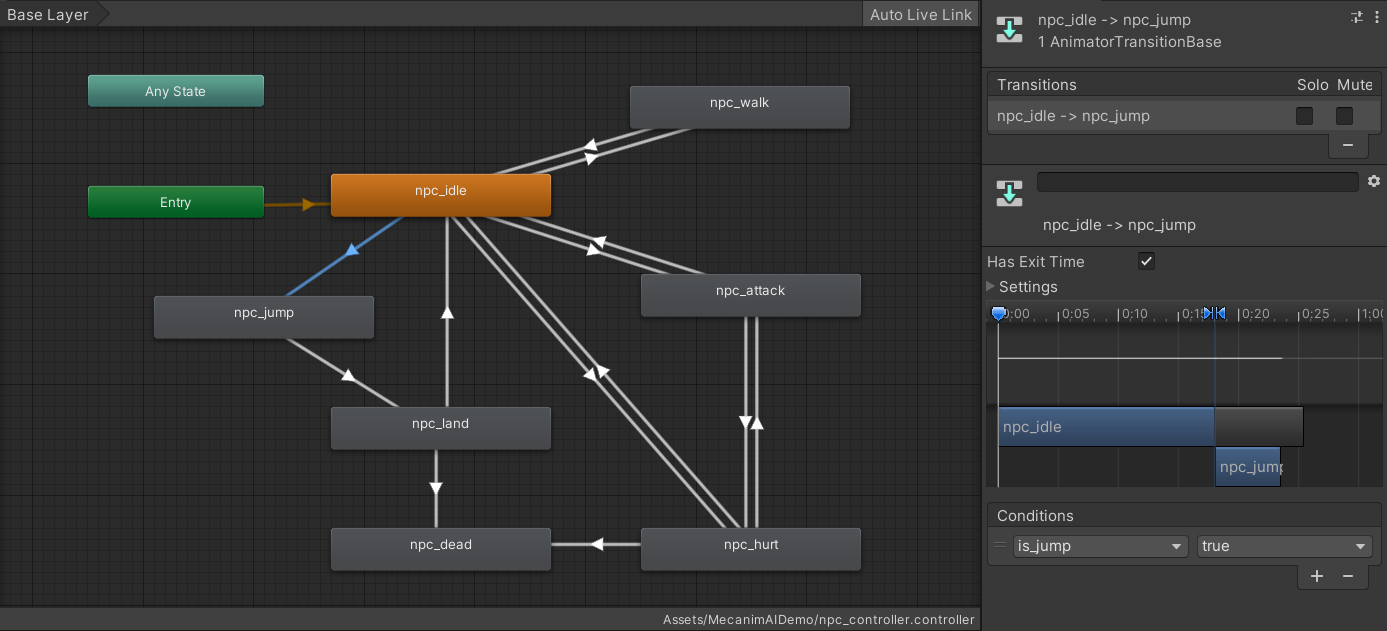 Base Layer
Auto Live Link
Any State
npc_walk
npc_idle
Entry
npc_attack
npc_jump
npc_land
npc_dead
npc_hurt
Assets/MecanimAIDemo/npc_controller.controller
npc_idle -> npc_jump
1 AnimatorTransitionBase
Transitions Solo Mute
npc_idle -> npc_jump
npc_idle -> npc_jump
Has Exit Time
Settings
0:00 0:05 0:10 0:15 0:20 0:25 1:00
npc_idle
npc_jump
Conditions
is_jump true